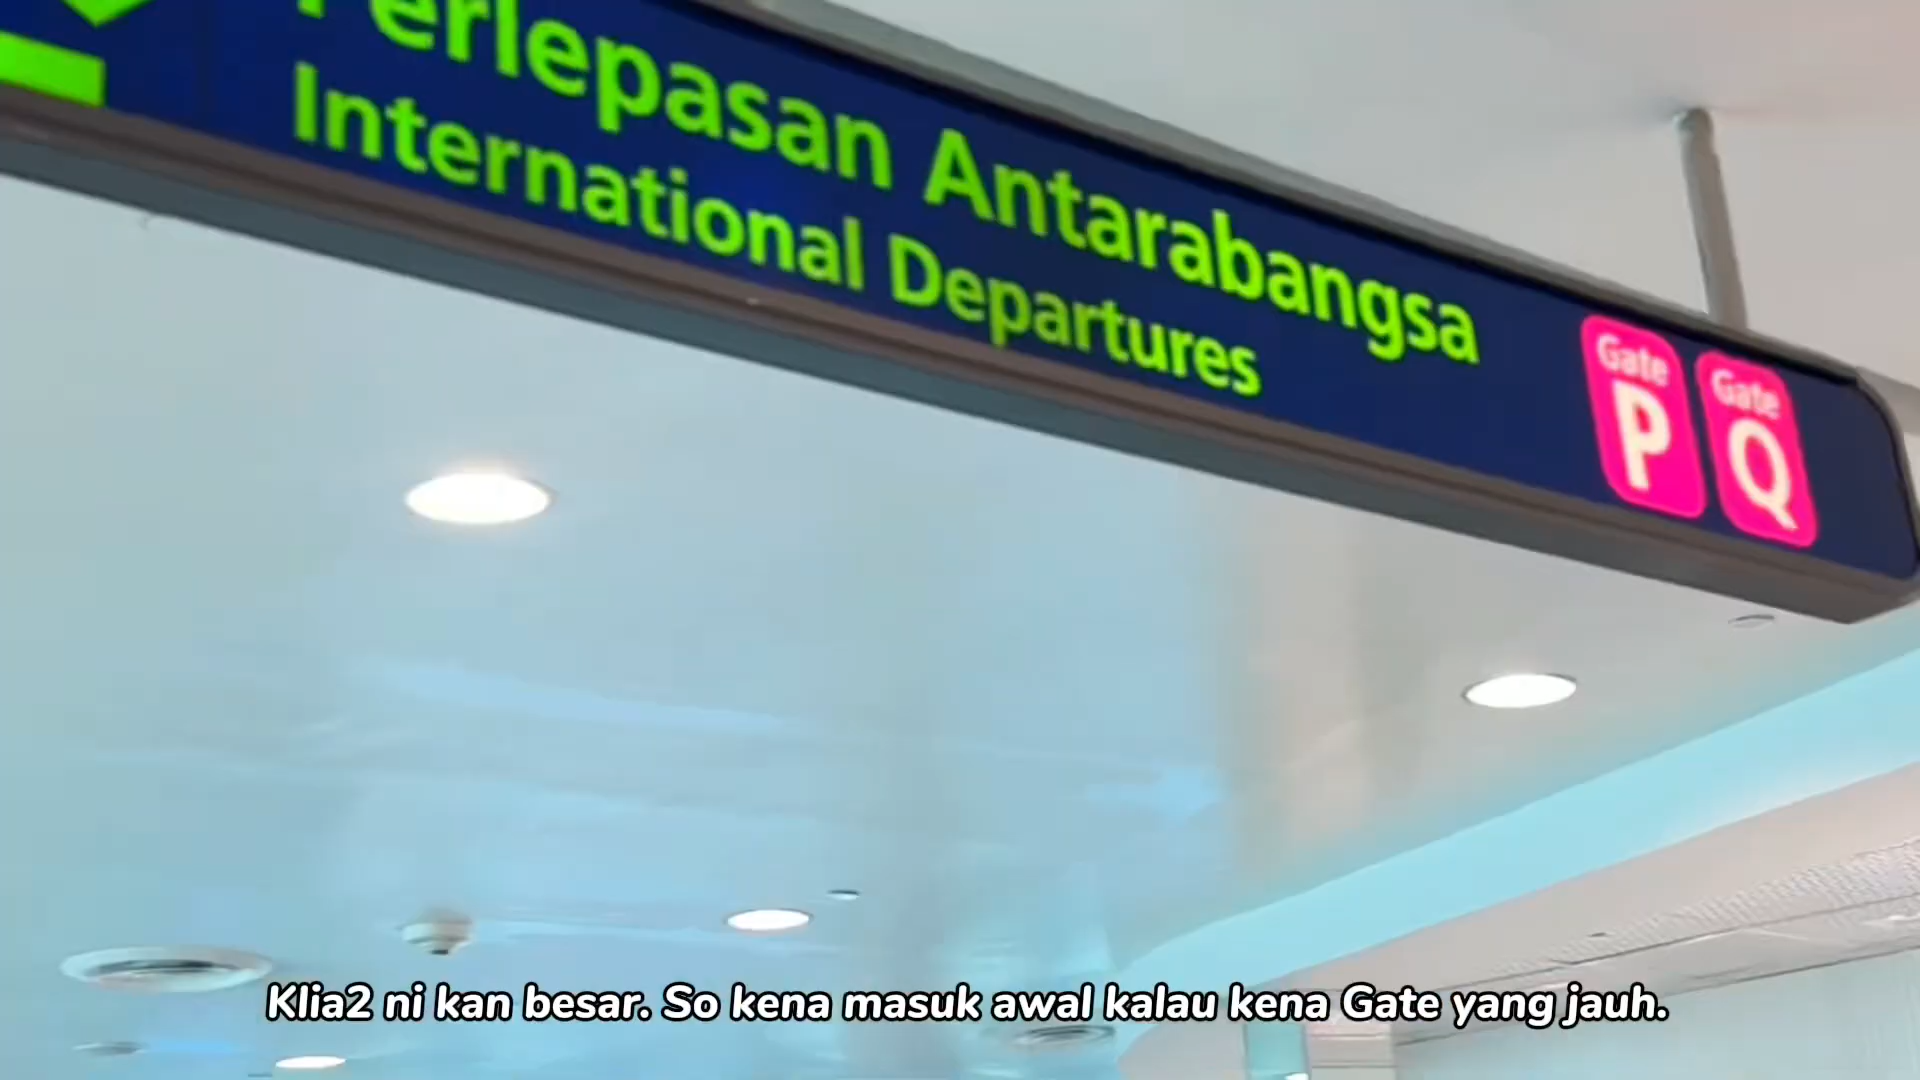 Perlepasan Antarabangsa
International Departures
Gate
P
Gate
Q
Klia2 ni kan besar. So kena masuk awal kalau kena Gate yang jauh.